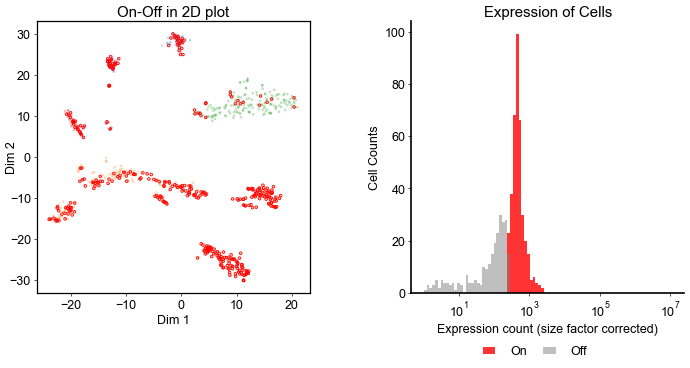 On-Off in 2D plot
Dim 2
30
20
10
0
−10
−20
−30
−20
−10
0
10
20
Dim 1
Expression of Cells
Cell Counts
100
80
60
40
20
0
10^1
10^3
10^5
10^7
Expression count (size factor corrected)
On
Off